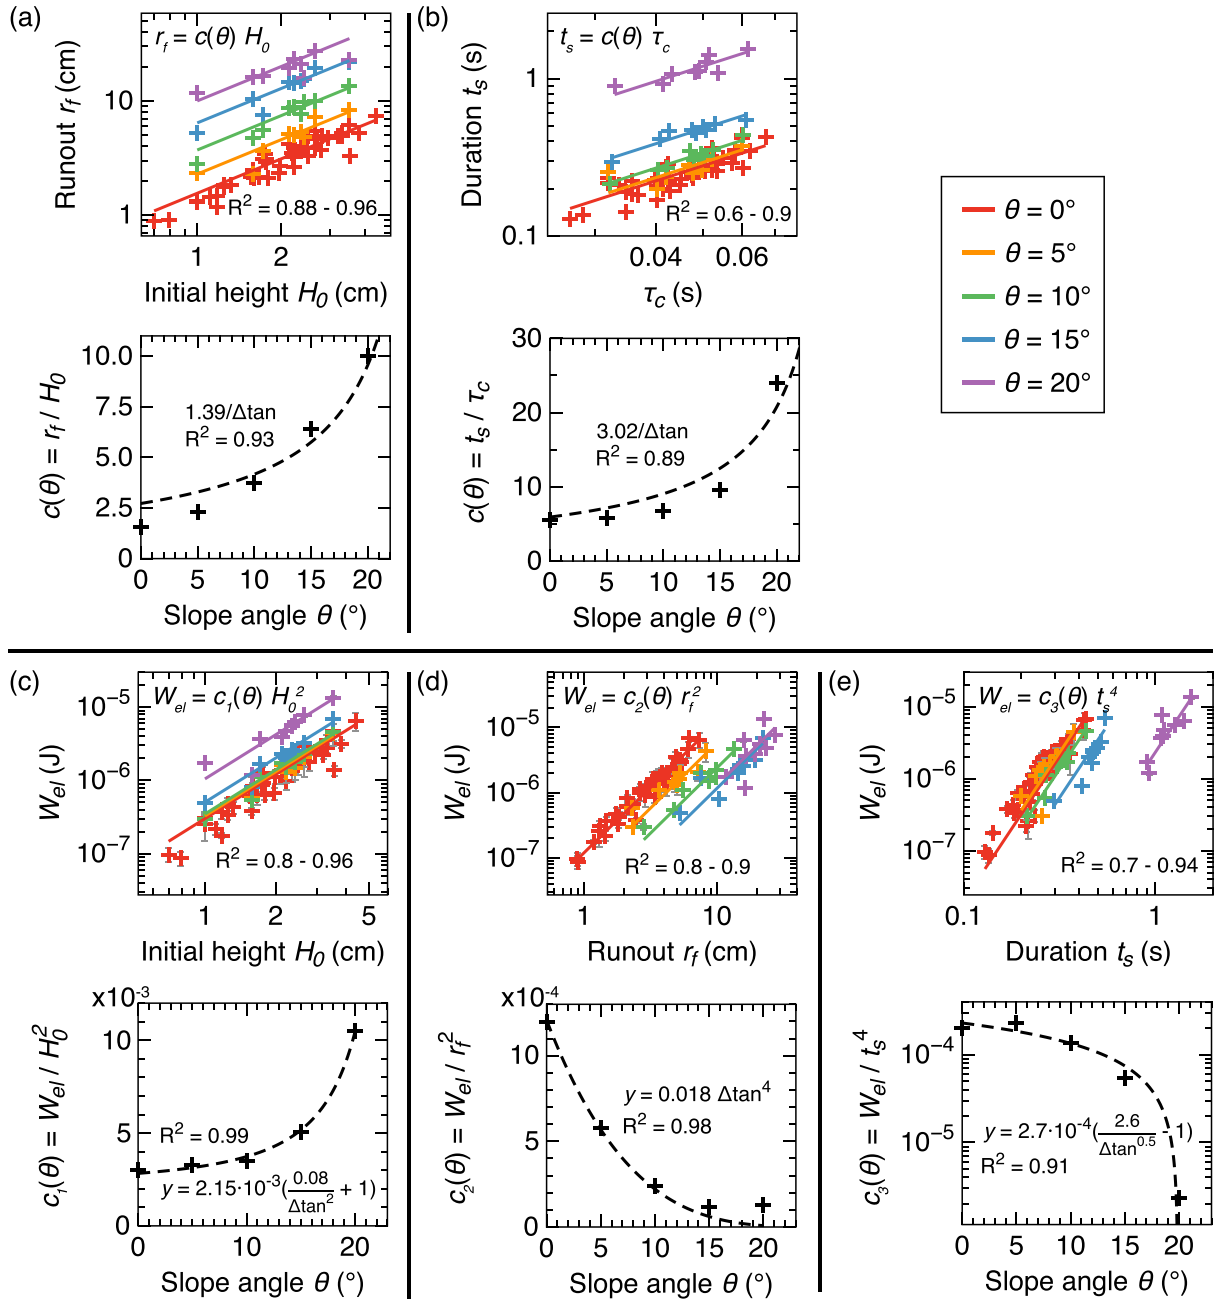 (a)
r_f = c(θ) H_0
Runout r_f (cm)
10
1
R² = 0.88 - 0.96
1 2
Initial height H_0 (cm)
c(θ) = r_f / H_0
10.0
7.5
5.0
2.5
0
1.39/Δtan
R² = 0.93
0 5 10 15 20
Slope angle θ (°)
(b)
t_s = c(θ) τ_c
Duration t_s (s)
1
0.1
R² = 0.6 - 0.9
0.04 0.06
τ_c (s)
c(θ) = t_s / τ_c
30
20
10
0
3.02/Δtan
R² = 0.89
0 5 10 15 20
Slope angle θ (°)
θ = 0°
θ = 5°
θ = 10°
θ = 15°
θ = 20°
(c)
W_el = c_1(θ) H_0²
W_el (J)
10⁻⁵
10⁻⁶
10⁻⁷
R² = 0.8 - 0.96
1 2 5
Initial height H_0 (cm)
x10⁻³
c_1(θ) = W_el / H_0²
10
5
0
R² = 0.99
y = 2.15·10⁻³(0.08/Δtan² + 1)
0 10 20
Slope angle θ (°)
(d)
W_el = c_2(θ) r_f²
W_el (J)
10⁻⁵
10⁻⁶
10⁻⁷
R² = 0.8 - 0.9
1 10
Runout r_f (cm)
x10⁻⁴
c_2(θ) = W_el / r_f²
10
5
0
y = 0.018 Δtan⁴
R² = 0.98
0 5 10 15 20
Slope angle θ (°)
(e)
W_el = c_3(θ) t_s⁴
W_el (J)
10⁻⁵
10⁻⁶
10⁻⁷
R² = 0.7 - 0.94
0.1 1
Duration t_s (s)
c_3(θ) = W_el / t_s⁴
10⁻⁴
10⁻⁵
y = 2.7·10⁻⁴(2.6/Δtan^0.5 - 1)
R² = 0.91
0 5 10 15 20
Slope angle θ (°)